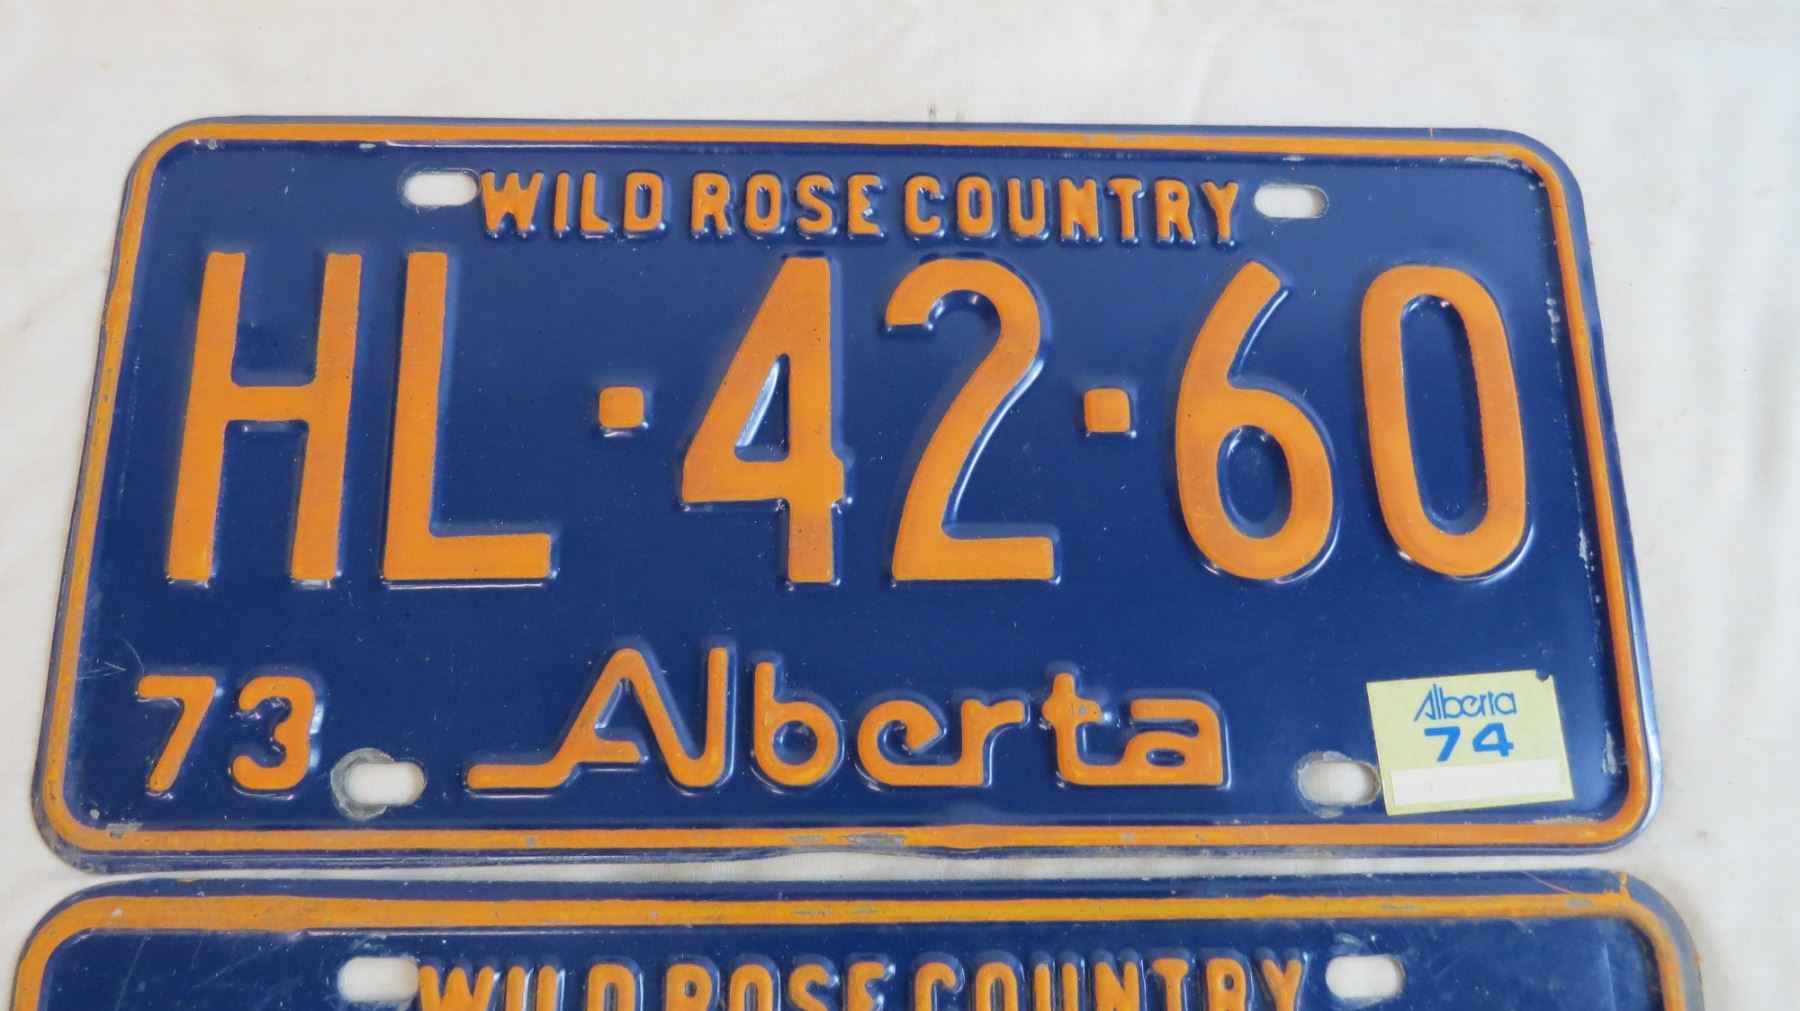 WILD ROSE COUNTRY
HL·42·60
73 Alberta
Alberta
74
WILD ROSE COUNTRY